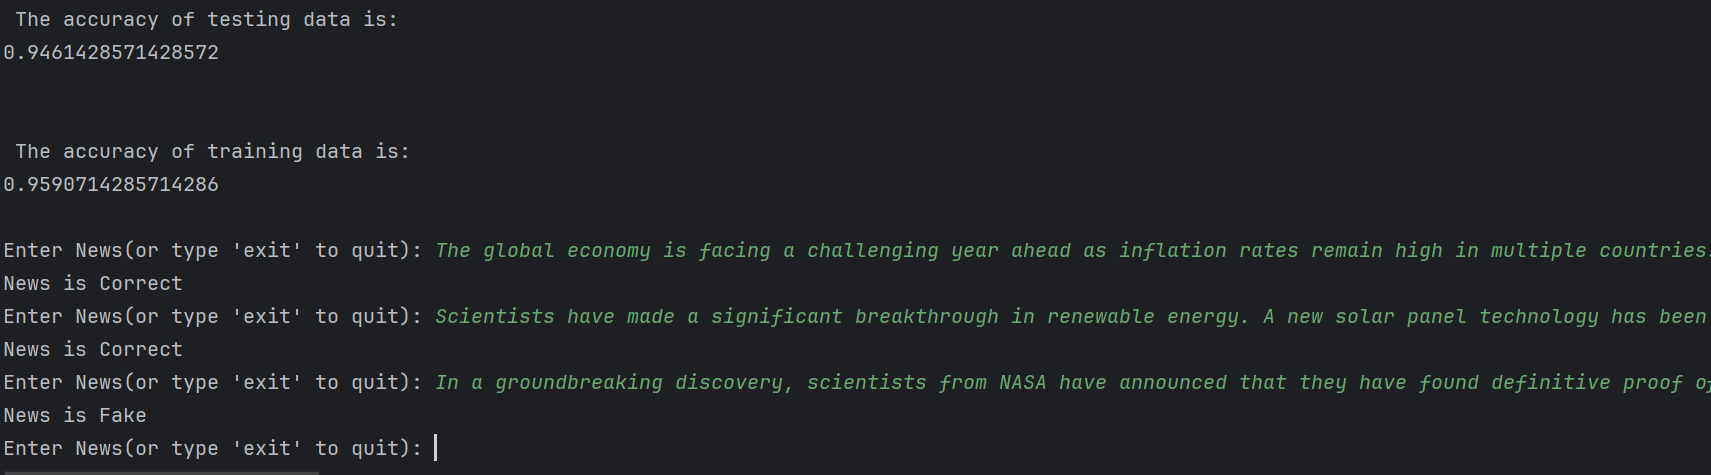 The accuracy of testing data is:
0.9461428571428572
The accuracy of training data is:
0.9590714285714286
Enter News(or type 'exit' to quit): The global economy is facing a challenging year ahead as inflation rates remain high in multiple countries.
News is Correct
Enter News(or type 'exit' to quit): Scientists have made a significant breakthrough in renewable energy. A new solar panel technology has been
News is Correct
Enter News(or type 'exit' to quit): In a groundbreaking discovery, scientists from NASA have announced that they have found definitive proof of
News is Fake
Enter News(or type 'exit' to quit):